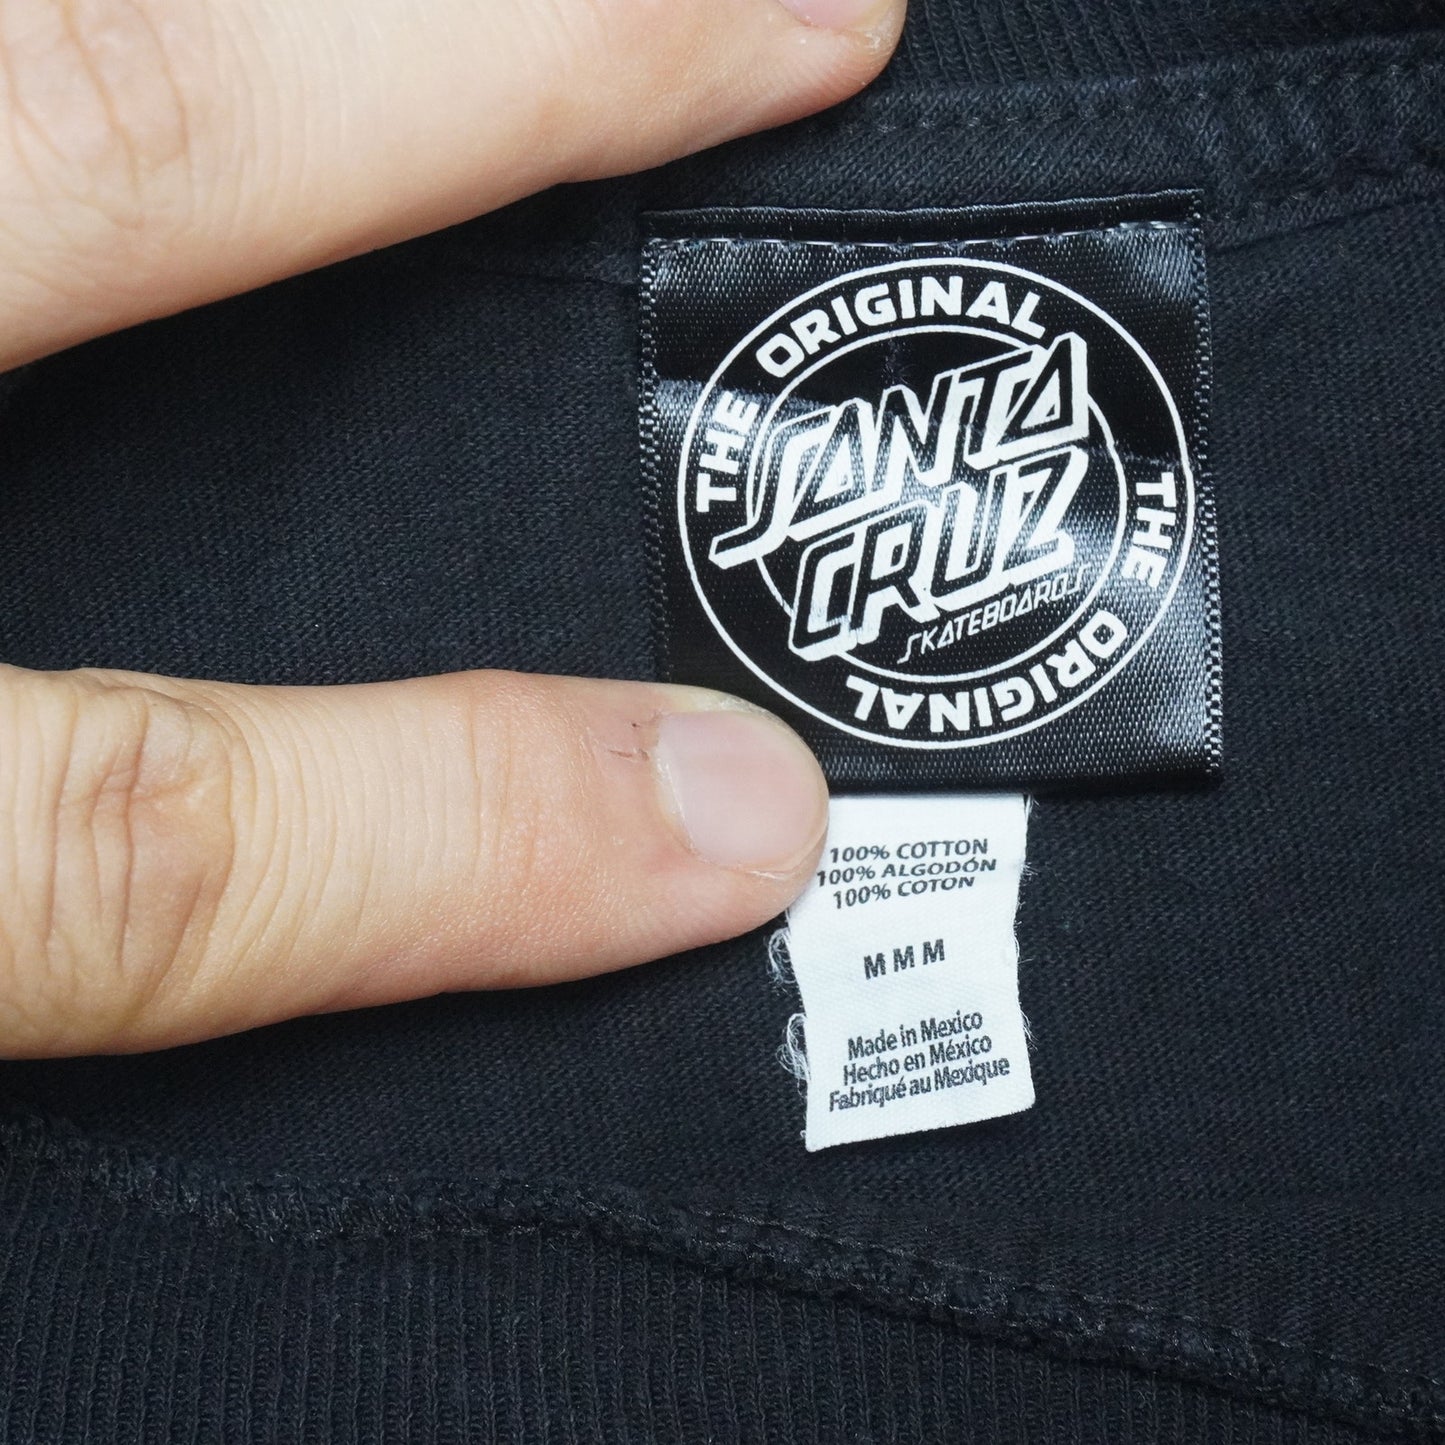 THE ORIGINAL
SANTA
CRUZ
SKATEBOARDS
THE ORIGINAL
100% COTTON
100% ALGODÓN
100% COTON
M M M
Made in Mexico
Hecho en México
Fabriqué au Mexique